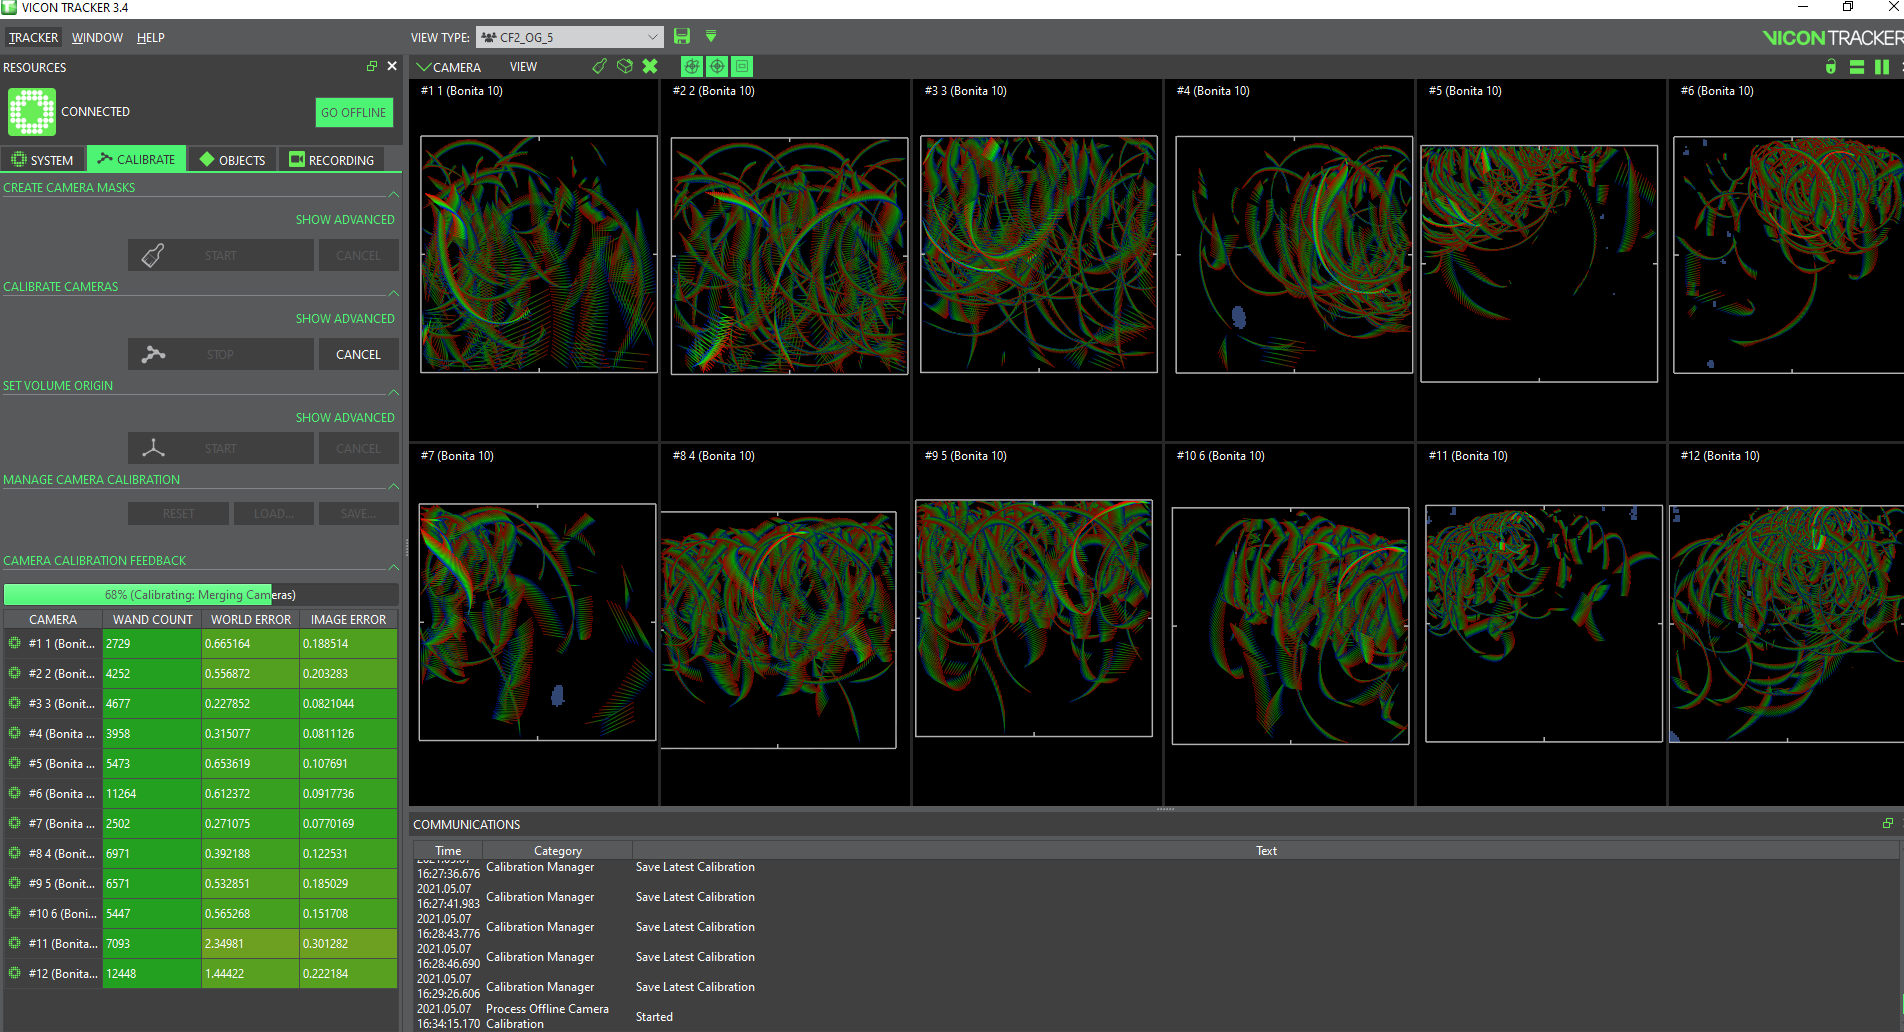 VICON TRACKER 3.4
TRACKER WINDOW HELP
VIEW TYPE: CF2_OG_5
VICON TRACKER
RESOURCES
CONNECTED
GO OFFLINE
SYSTEM CALIBRATE OBJECTS RECORDING
CREATE CAMERA MASKS
SHOW ADVANCED
START CANCEL
CALIBRATE CAMERAS
SHOW ADVANCED
STOP CANCEL
SET VOLUME ORIGIN
SHOW ADVANCED
START CANCEL
MANAGE CAMERA CALIBRATION
RESET LOAD... SAVE...
CAMERA CALIBRATION FEEDBACK
68% (Calibrating: Merging Cameras)
CAMERA WAND COUNT WORLD ERROR IMAGE ERROR
#1 1 (Bonit... 2729 0.665164 0.188514
#2 2 (Bonit... 4252 0.556872 0.203283
#3 3 (Bonit... 4677 0.227852 0.0821044
#4 (Bonita ... 3958 0.315077 0.0811126
#5 (Bonita ... 5473 0.653619 0.107691
#6 (Bonita ... 11264 0.612372 0.0917736
#7 (Bonita ... 2502 0.271075 0.0770169
#8 4 (Bonit... 6971 0.392188 0.122531
#9 5 (Bonit... 6571 0.532851 0.185029
#10 6 (Boni... 5447 0.565268 0.151708
#11 (Bonita... 7093 2.34981 0.301282
#12 (Bonita... 12448 1.44422 0.222184
CAMERA VIEW
#1 1 (Bonita 10) #2 2 (Bonita 10) #3 3 (Bonita 10) #4 (Bonita 10) #5 (Bonita 10) #6 (Bonita 10)
#7 (Bonita 10) #8 4 (Bonita 10) #9 5 (Bonita 10) #10 6 (Bonita 10) #11 (Bonita 10) #12 (Bonita 10)
COMMUNICATIONS
Time Category Text
2021.05.07
16:27:36.676 Calibration Manager Save Latest Calibration
2021.05.07
16:27:41.983 Calibration Manager Save Latest Calibration
2021.05.07
16:28:43.776 Calibration Manager Save Latest Calibration
2021.05.07
16:28:46.690 Calibration Manager Save Latest Calibration
2021.05.07
16:29:26.606 Calibration Manager Save Latest Calibration
2021.05.07 Process Offline Camera
16:34:15.170 Calibration Started